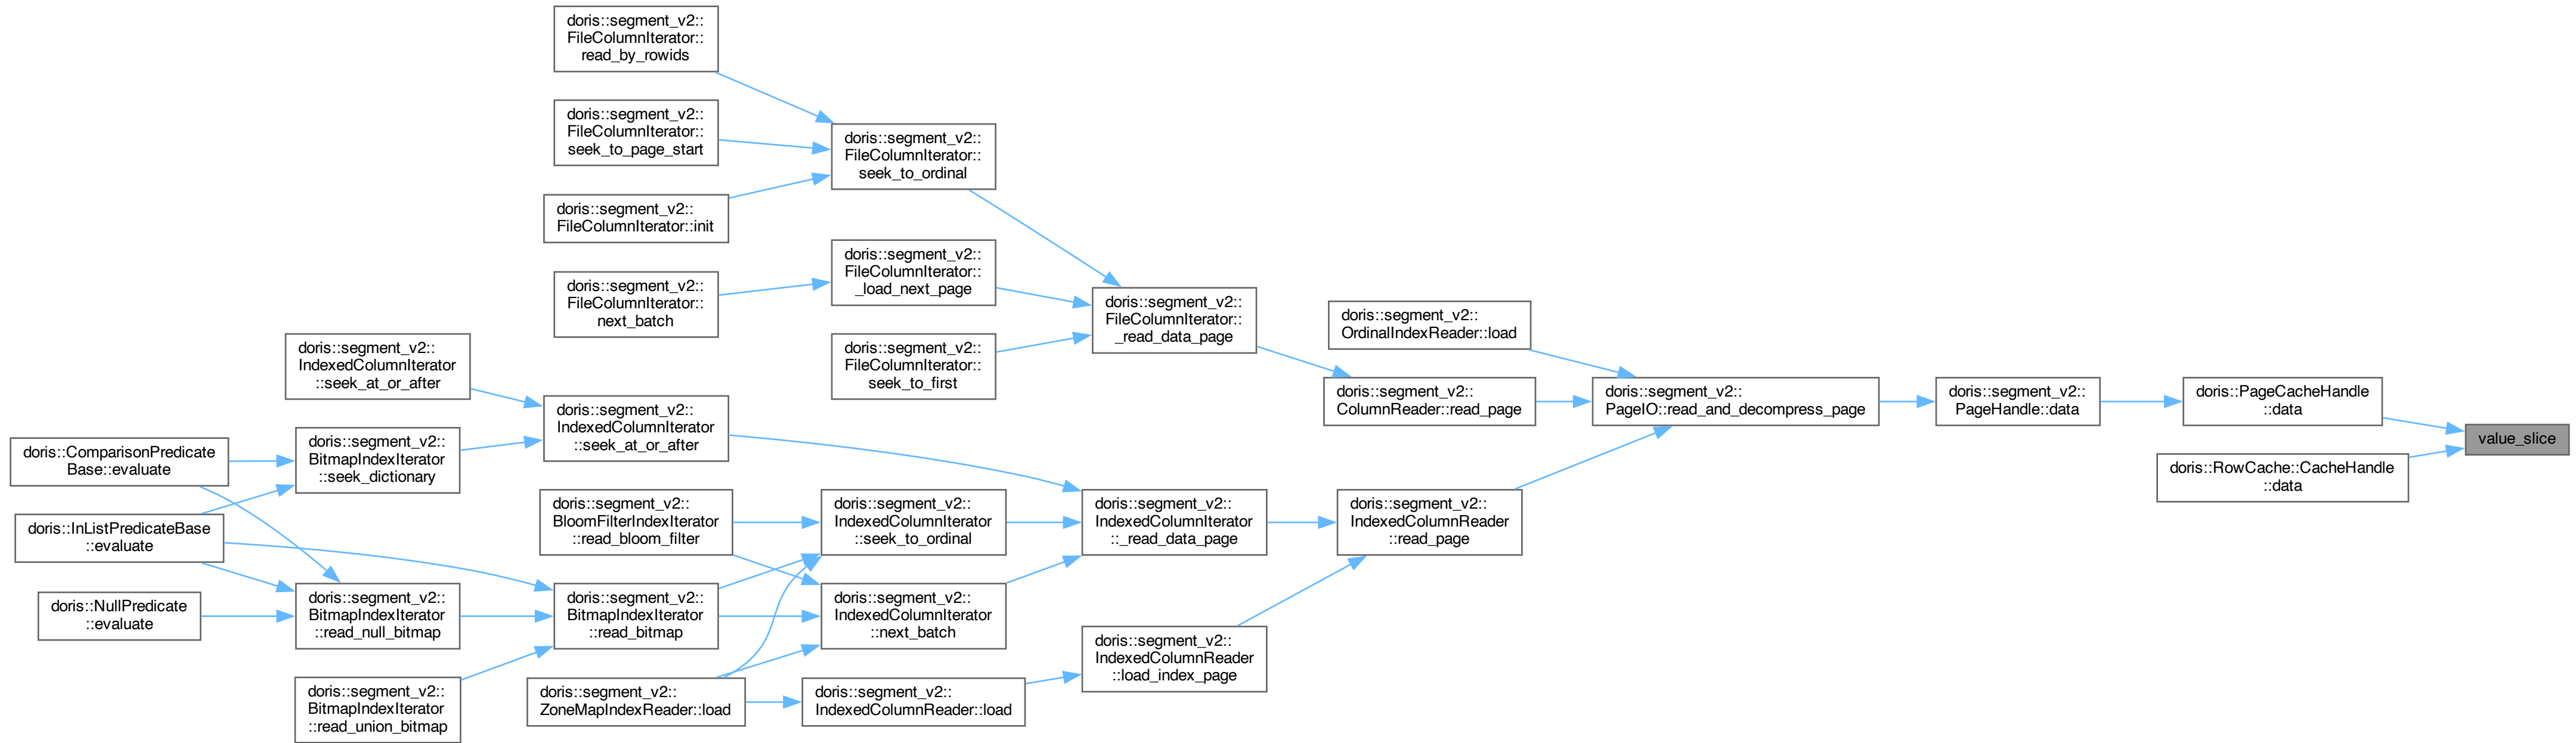 doris::segment_v2::
FileColumnIterator::
read_by_rowids
doris::segment_v2::
FileColumnIterator::
seek_to_page_start
doris::segment_v2::
FileColumnIterator::init
doris::segment_v2::
FileColumnIterator::
next_batch
doris::segment_v2::
FileColumnIterator::
seek_to_ordinal
doris::segment_v2::
FileColumnIterator::
_load_next_page
doris::segment_v2::
FileColumnIterator::
seek_to_first
doris::segment_v2::
FileColumnIterator::
_read_data_page
doris::segment_v2::
OrdinalIndexReader::load
doris::segment_v2::
ColumnReader::read_page
doris::segment_v2::
PageIO::read_and_decompress_page
doris::segment_v2::
PageHandle::data
doris::PageCacheHandle
::data
value_slice
doris::RowCache::CacheHandle
::data
doris::segment_v2::
IndexedColumnIterator
::seek_at_or_after
doris::segment_v2::
IndexedColumnIterator
::seek_at_or_after
doris::ComparisonPredicate
Base::evaluate
doris::segment_v2::
BitmapIndexIterator
::seek_dictionary
doris::InListPredicateBase
::evaluate
doris::NullPredicate
::evaluate
doris::segment_v2::
BitmapIndexIterator
::read_null_bitmap
doris::segment_v2::
BitmapIndexIterator
::read_union_bitmap
doris::segment_v2::
BloomFilterIndexIterator
::read_bloom_filter
doris::segment_v2::
BitmapIndexIterator
::read_bitmap
doris::segment_v2::
ZoneMapIndexReader::load
doris::segment_v2::
IndexedColumnIterator
::seek_to_ordinal
doris::segment_v2::
IndexedColumnIterator
::next_batch
doris::segment_v2::
IndexedColumnReader::load
doris::segment_v2::
IndexedColumnIterator
::_read_data_page
doris::segment_v2::
IndexedColumnReader
::load_index_page
doris::segment_v2::
IndexedColumnReader
::read_page